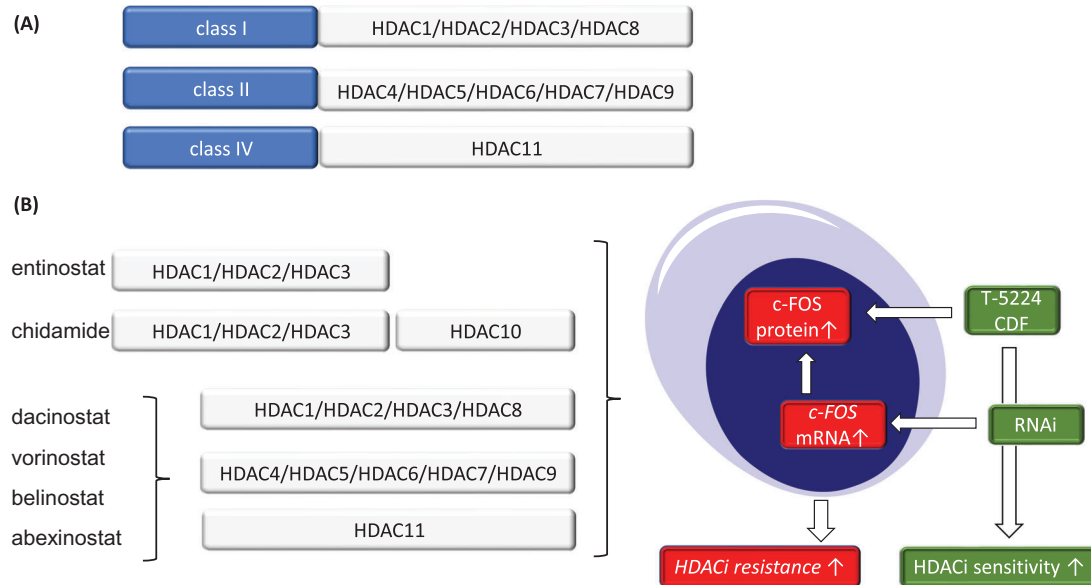 (A)
class I
HDAC1/HDAC2/HDAC3/HDAC8
class II
HDAC4/HDAC5/HDAC6/HDAC7/HDAC9
class IV
HDAC11
(B)
entinostat
HDAC1/HDAC2/HDAC3
chidamide
HDAC1/HDAC2/HDAC3
HDAC10
dacinostat
vorinostat
belinostat
abexinostat
HDAC1/HDAC2/HDAC3/HDAC8
HDAC4/HDAC5/HDAC6/HDAC7/HDAC9
HDAC11
c-FOS
protein↑
c-FOS
mRNA↑
T-5224
CDF
RNAi
HDACi resistance ↑
HDACi sensitivity ↑